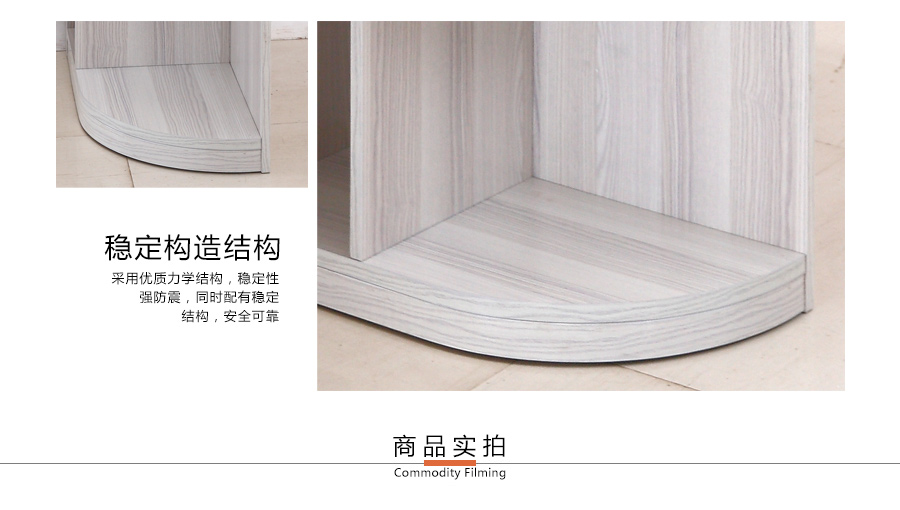 稳定构造结构
采用优质力学结构，稳定性
强防震，同时配有稳定
结构，安全可靠
商品实拍
Commodity Filming